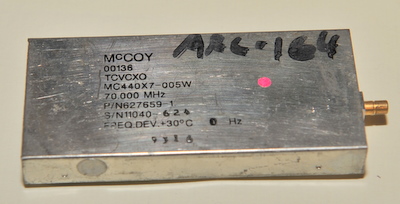 McCOY
00136
TCVCXO
MC440X7-005W
70.000 MHz
P/N627659-1
S/N11040-624
FREQ.DEV.+30°C 0 Hz
ARC-164